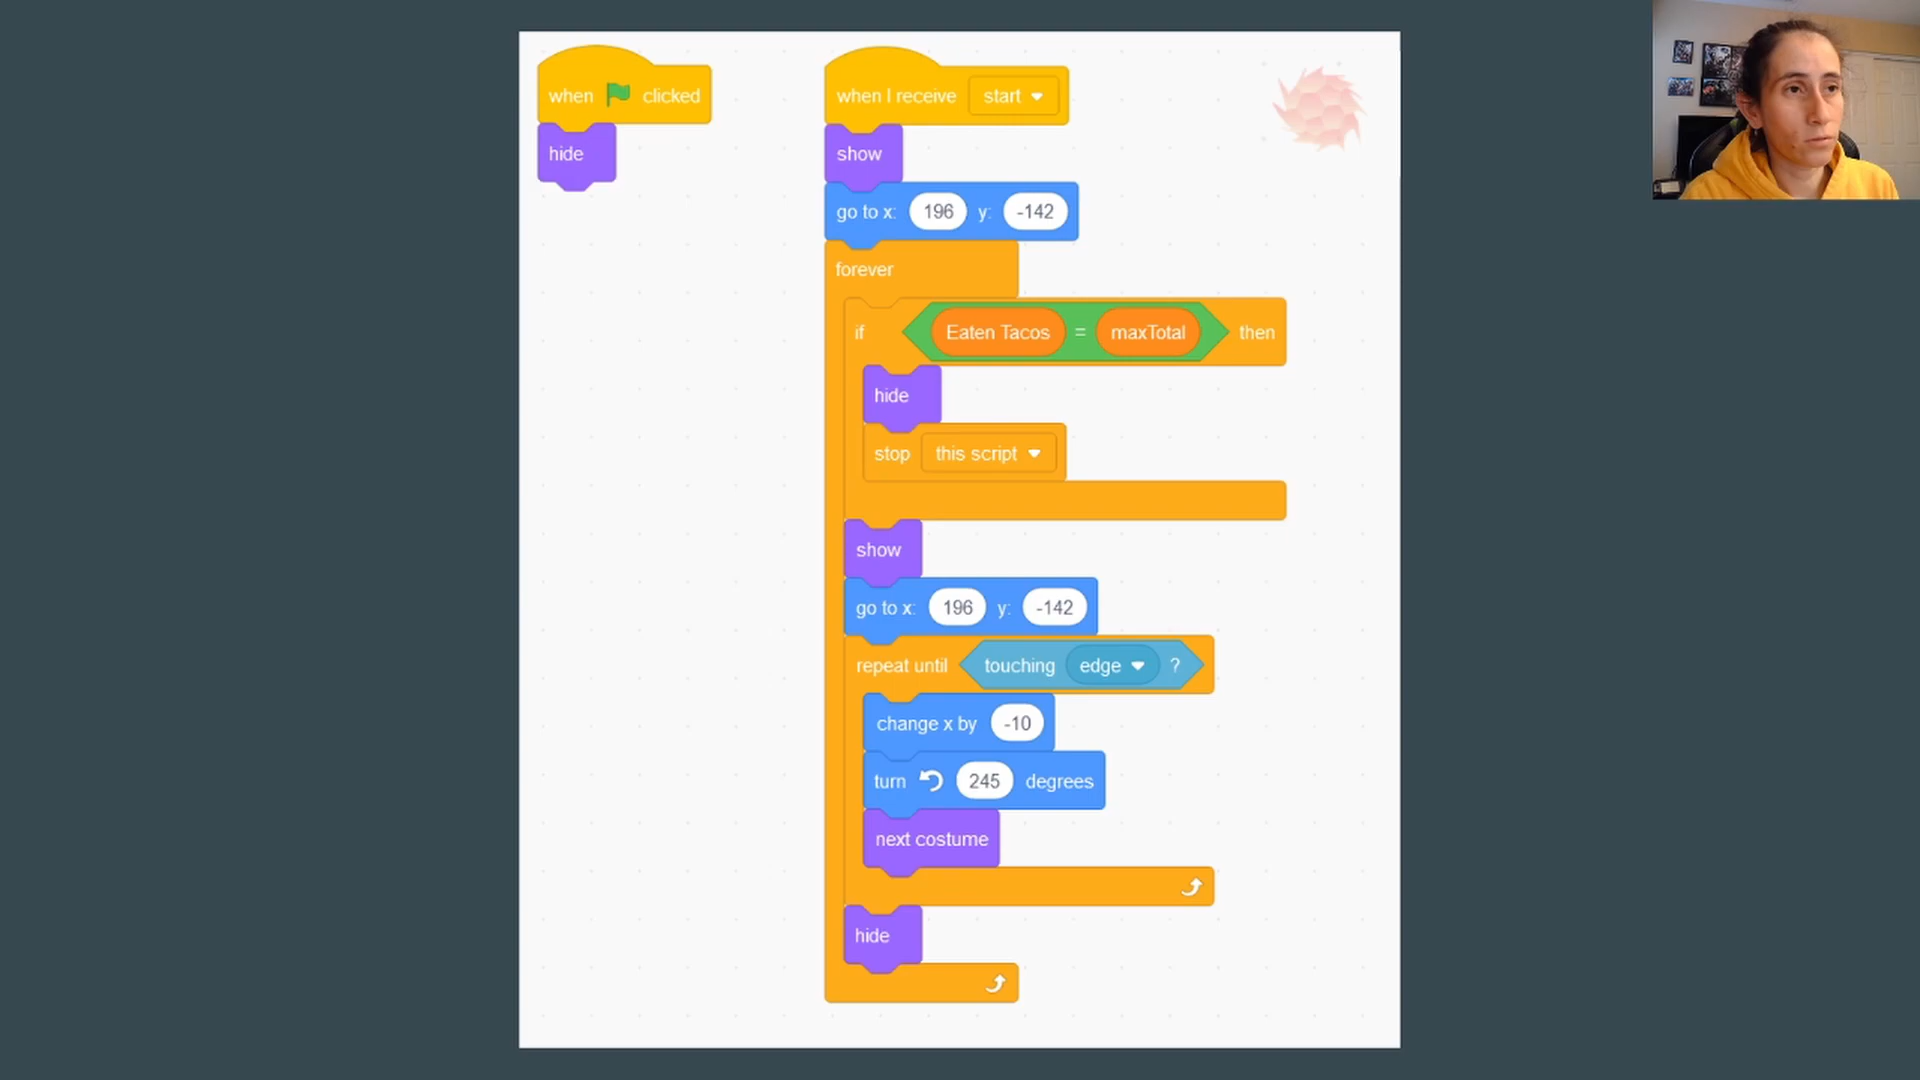 when clicked
hide
when I receive start
show
go to x: 196 y: -142
forever
if Eaten Tacos = maxTotal then
hide
stop this script
show
go to x: 196 y: -142
repeat until touching edge ?
change x by -10
turn 245 degrees
next costume
hide